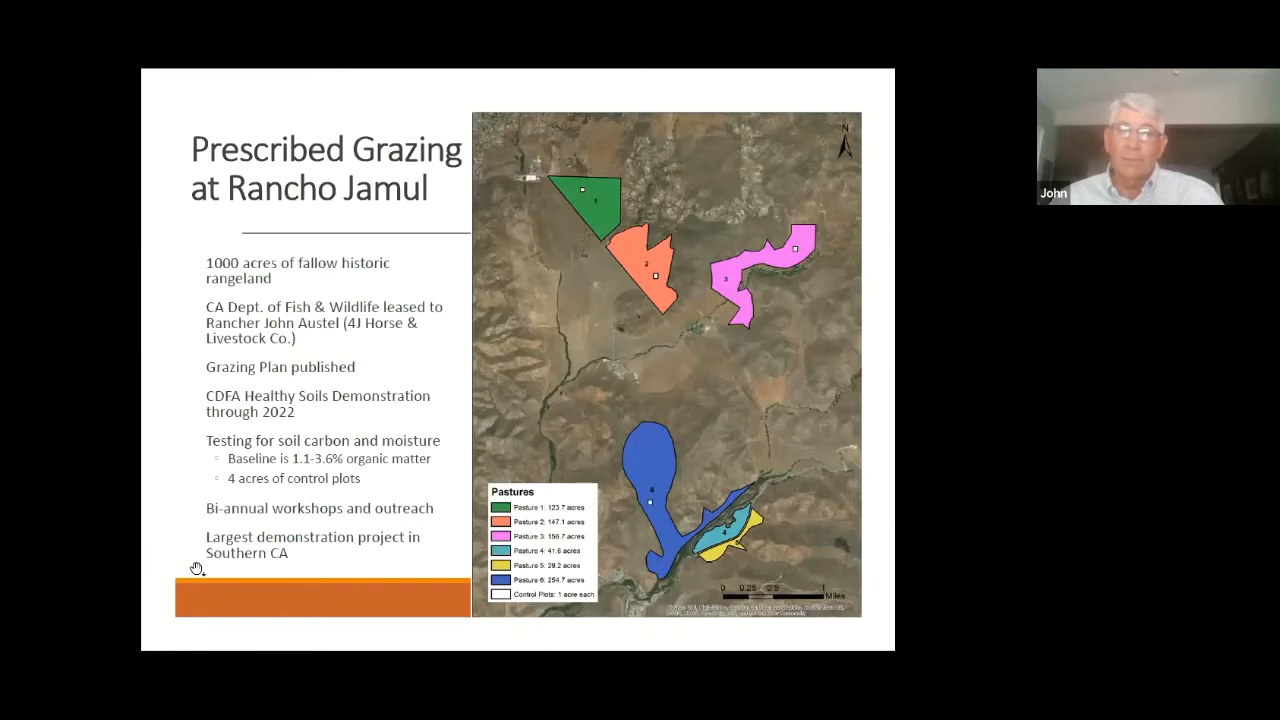 Prescribed Grazing
at Rancho Jamul
1000 acres of fallow historic
rangeland
CA Dept. of Fish & Wildlife leased to
Rancher John Austel (4J Horse &
Livestock Co.)
Grazing Plan published
CDFA Healthy Soils Demonstration
through 2022
Testing for soil carbon and moisture
Baseline is 1.1-3.6% organic matter
4 acres of control plots
Bi-annual workshops and outreach
Largest demonstration project in
Southern CA
N
1
2
3
6
4
Pastures
Pasture 1: 123.7 acres
Pasture 2: 147.1 acres
Pasture 3: 156.7 acres
Pasture 4: 41.6 acres
Pasture 5: 29.2 acres
Pasture 6: 254.7 acres
Control Plots: 1 acre each
0 0.25 0.5 1
Miles
John